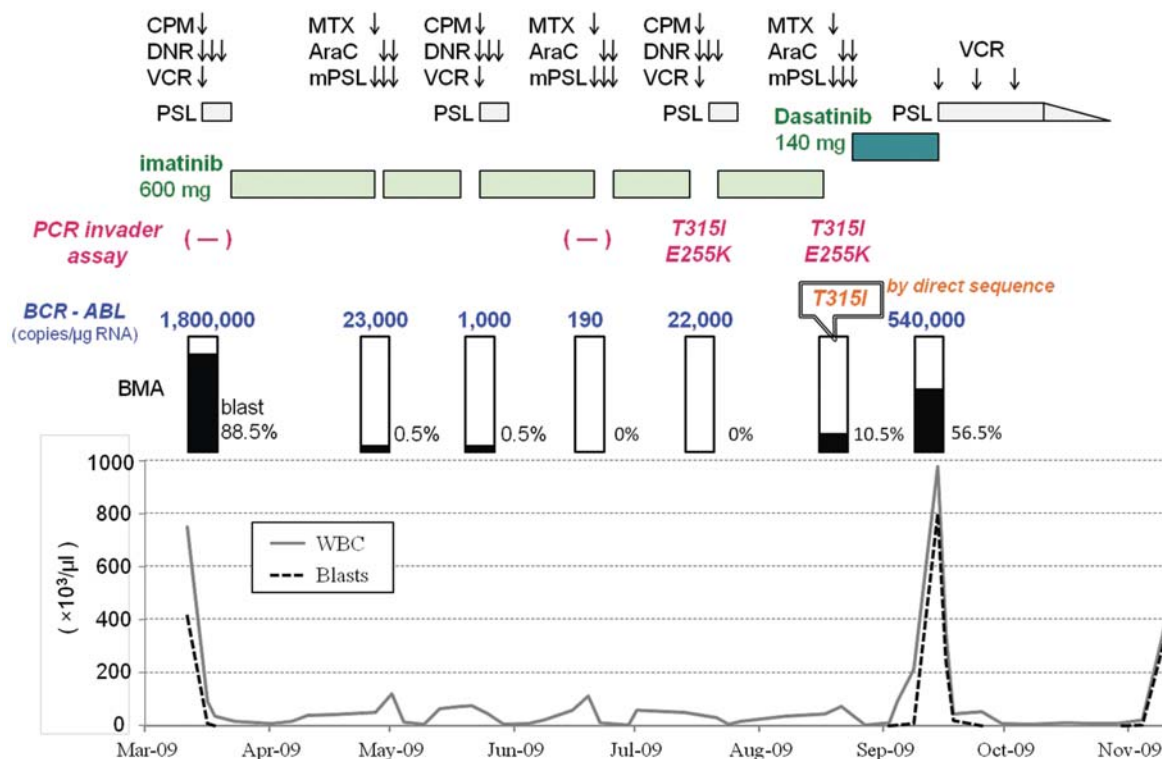 CPM MTX CPM MTX CPM MTX
DNR AraC DNR AraC DNR AraC VCR
VCR mPSL VCR mPSL VCR mPSL
PSL PSL PSL PSL
Dasatinib
140 mg
imatinib
600 mg
PCR invader
assay
( — ) ( — ) T315I T315I
E255K E255K
T315I by direct sequence
BCR - ABL
(copies/µg RNA)
1,800,000 23,000 1,000 190 22,000 540,000
BMA
blast
88.5% 0.5% 0.5% 0% 0% 10.5% 56.5%
1000
800
600
400
200
0
( ×10³/µl )
WBC
Blasts
Mar-09 Apr-09 May-09 Jun-09 Jul-09 Aug-09 Sep-09 Oct-09 Nov-09